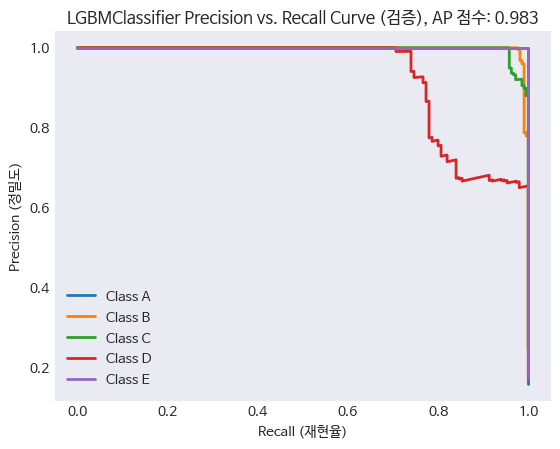 LGBMClassifier Precision vs. Recall Curve (검증), AP 점수: 0.983
1.0
0.8
0.6
0.4
0.2
Precision (정밀도)
Class A
Class B
Class C
Class D
Class E
0.0 0.2 0.4 0.6 0.8 1.0
Recall (재현율)